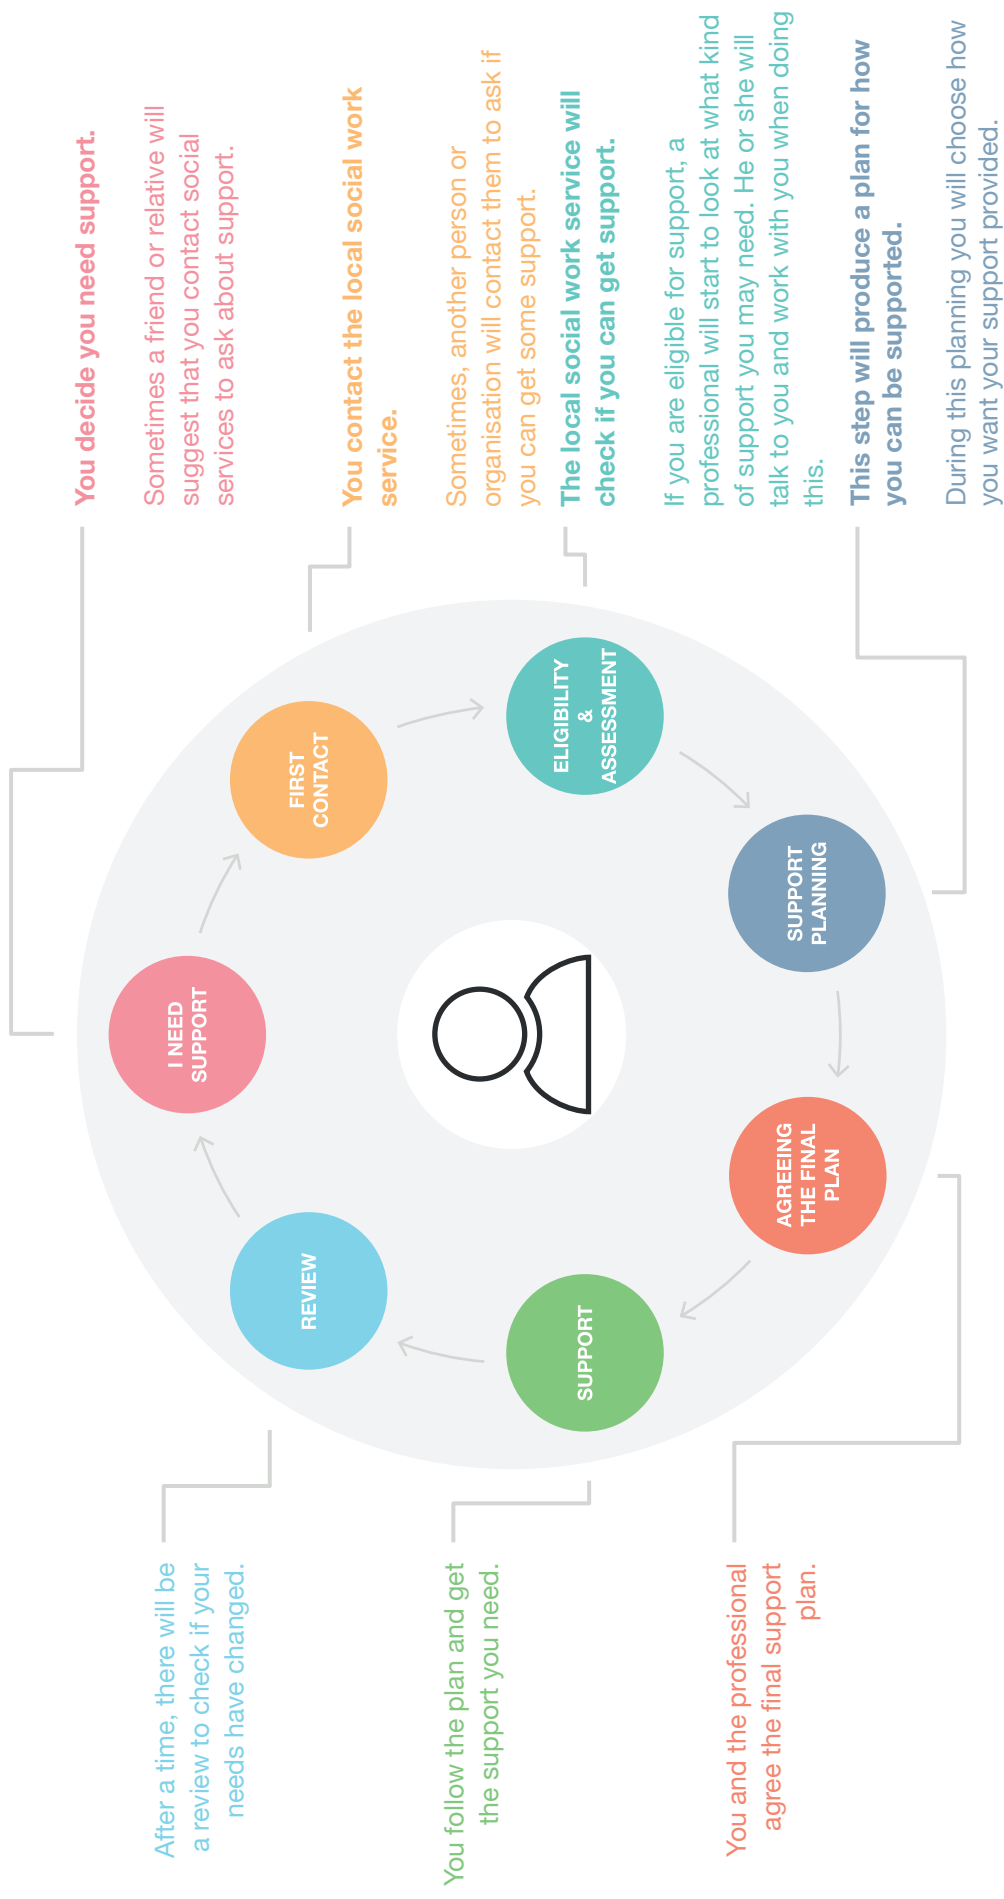 You decide you need support.
Sometimes a friend or relative will
suggest that you contact social
services to ask about support.
You contact the local social work
service.
Sometimes, another person or
organisation will contact them to ask if
you can get some support.
The local social work service will
check if you can get support.
If you are eligible for support, a
professional will start to look at what kind
of support you may need. He or she will
talk to you and work with you when doing
this.
This step will produce a plan for how
you can be supported.
During this planning you will choose how
you want your support provided.
I NEED
SUPPORT
FIRST
CONTACT
ELIGIBILITY
&
ASSESSMENT
SUPPORT
PLANNING
AGREEING
THE FINAL
PLAN
SUPPORT
REVIEW
After a time, there will be
a review to check if your
needs have changed.
You follow the plan and get
the support you need.
You and the professional
agree the final support
plan.